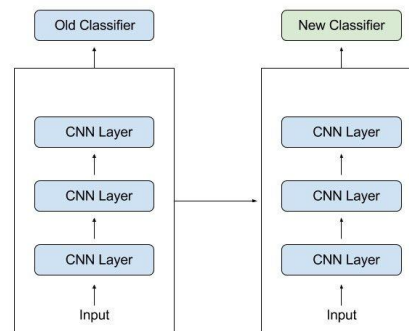 Old Classifier
CNN Layer
CNN Layer
CNN Layer
Input
New Classifier
CNN Layer
CNN Layer
CNN Layer
Input